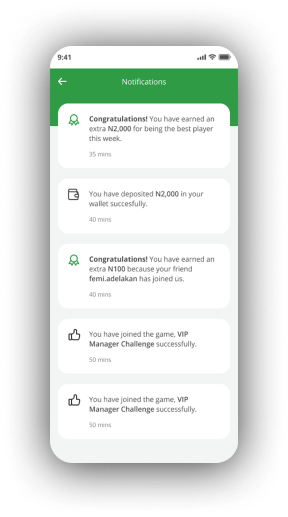 9:41
Notifications
Congratulations! You have earned an
extra N2,000 for being the best player
this week.
35 mins
You have deposited N2,000 in your
wallet succesfully.
40 mins
Congratulations! You have earned an
extra N100 because your friend
femi.adelakan has joined us.
40 mins
You have joined the game, VIP
Manager Challenge successfully.
50 mins
You have joined the game, VIP
Manager Challenge successfully.
50 mins